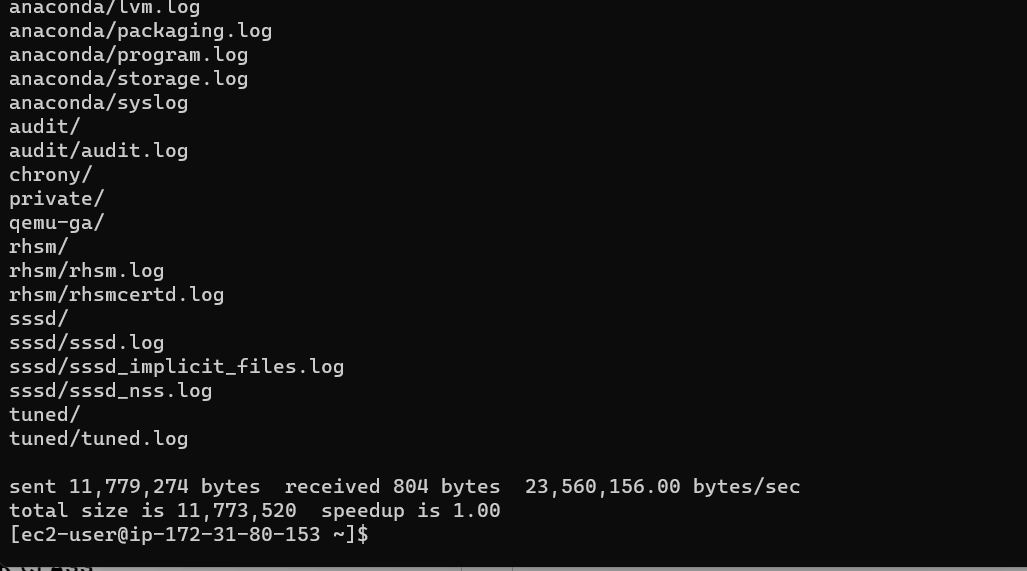 anaconda/lvm.log
anaconda/packaging.log
anaconda/program.log
anaconda/storage.log
anaconda/syslog
audit/
audit/audit.log
chrony/
private/
qemu-ga/
rhsm/
rhsm/rhsm.log
rhsm/rhsmcertd.log
sssd/
sssd/sssd.log
sssd/sssd_implicit_files.log
sssd/sssd_nss.log
tuned/
tuned/tuned.log
sent 11,779,274 bytes  received 804 bytes  23,560,156.00 bytes/sec
total size is 11,773,520  speedup is 1.00
[ec2-user@ip-172-31-80-153 ~]$